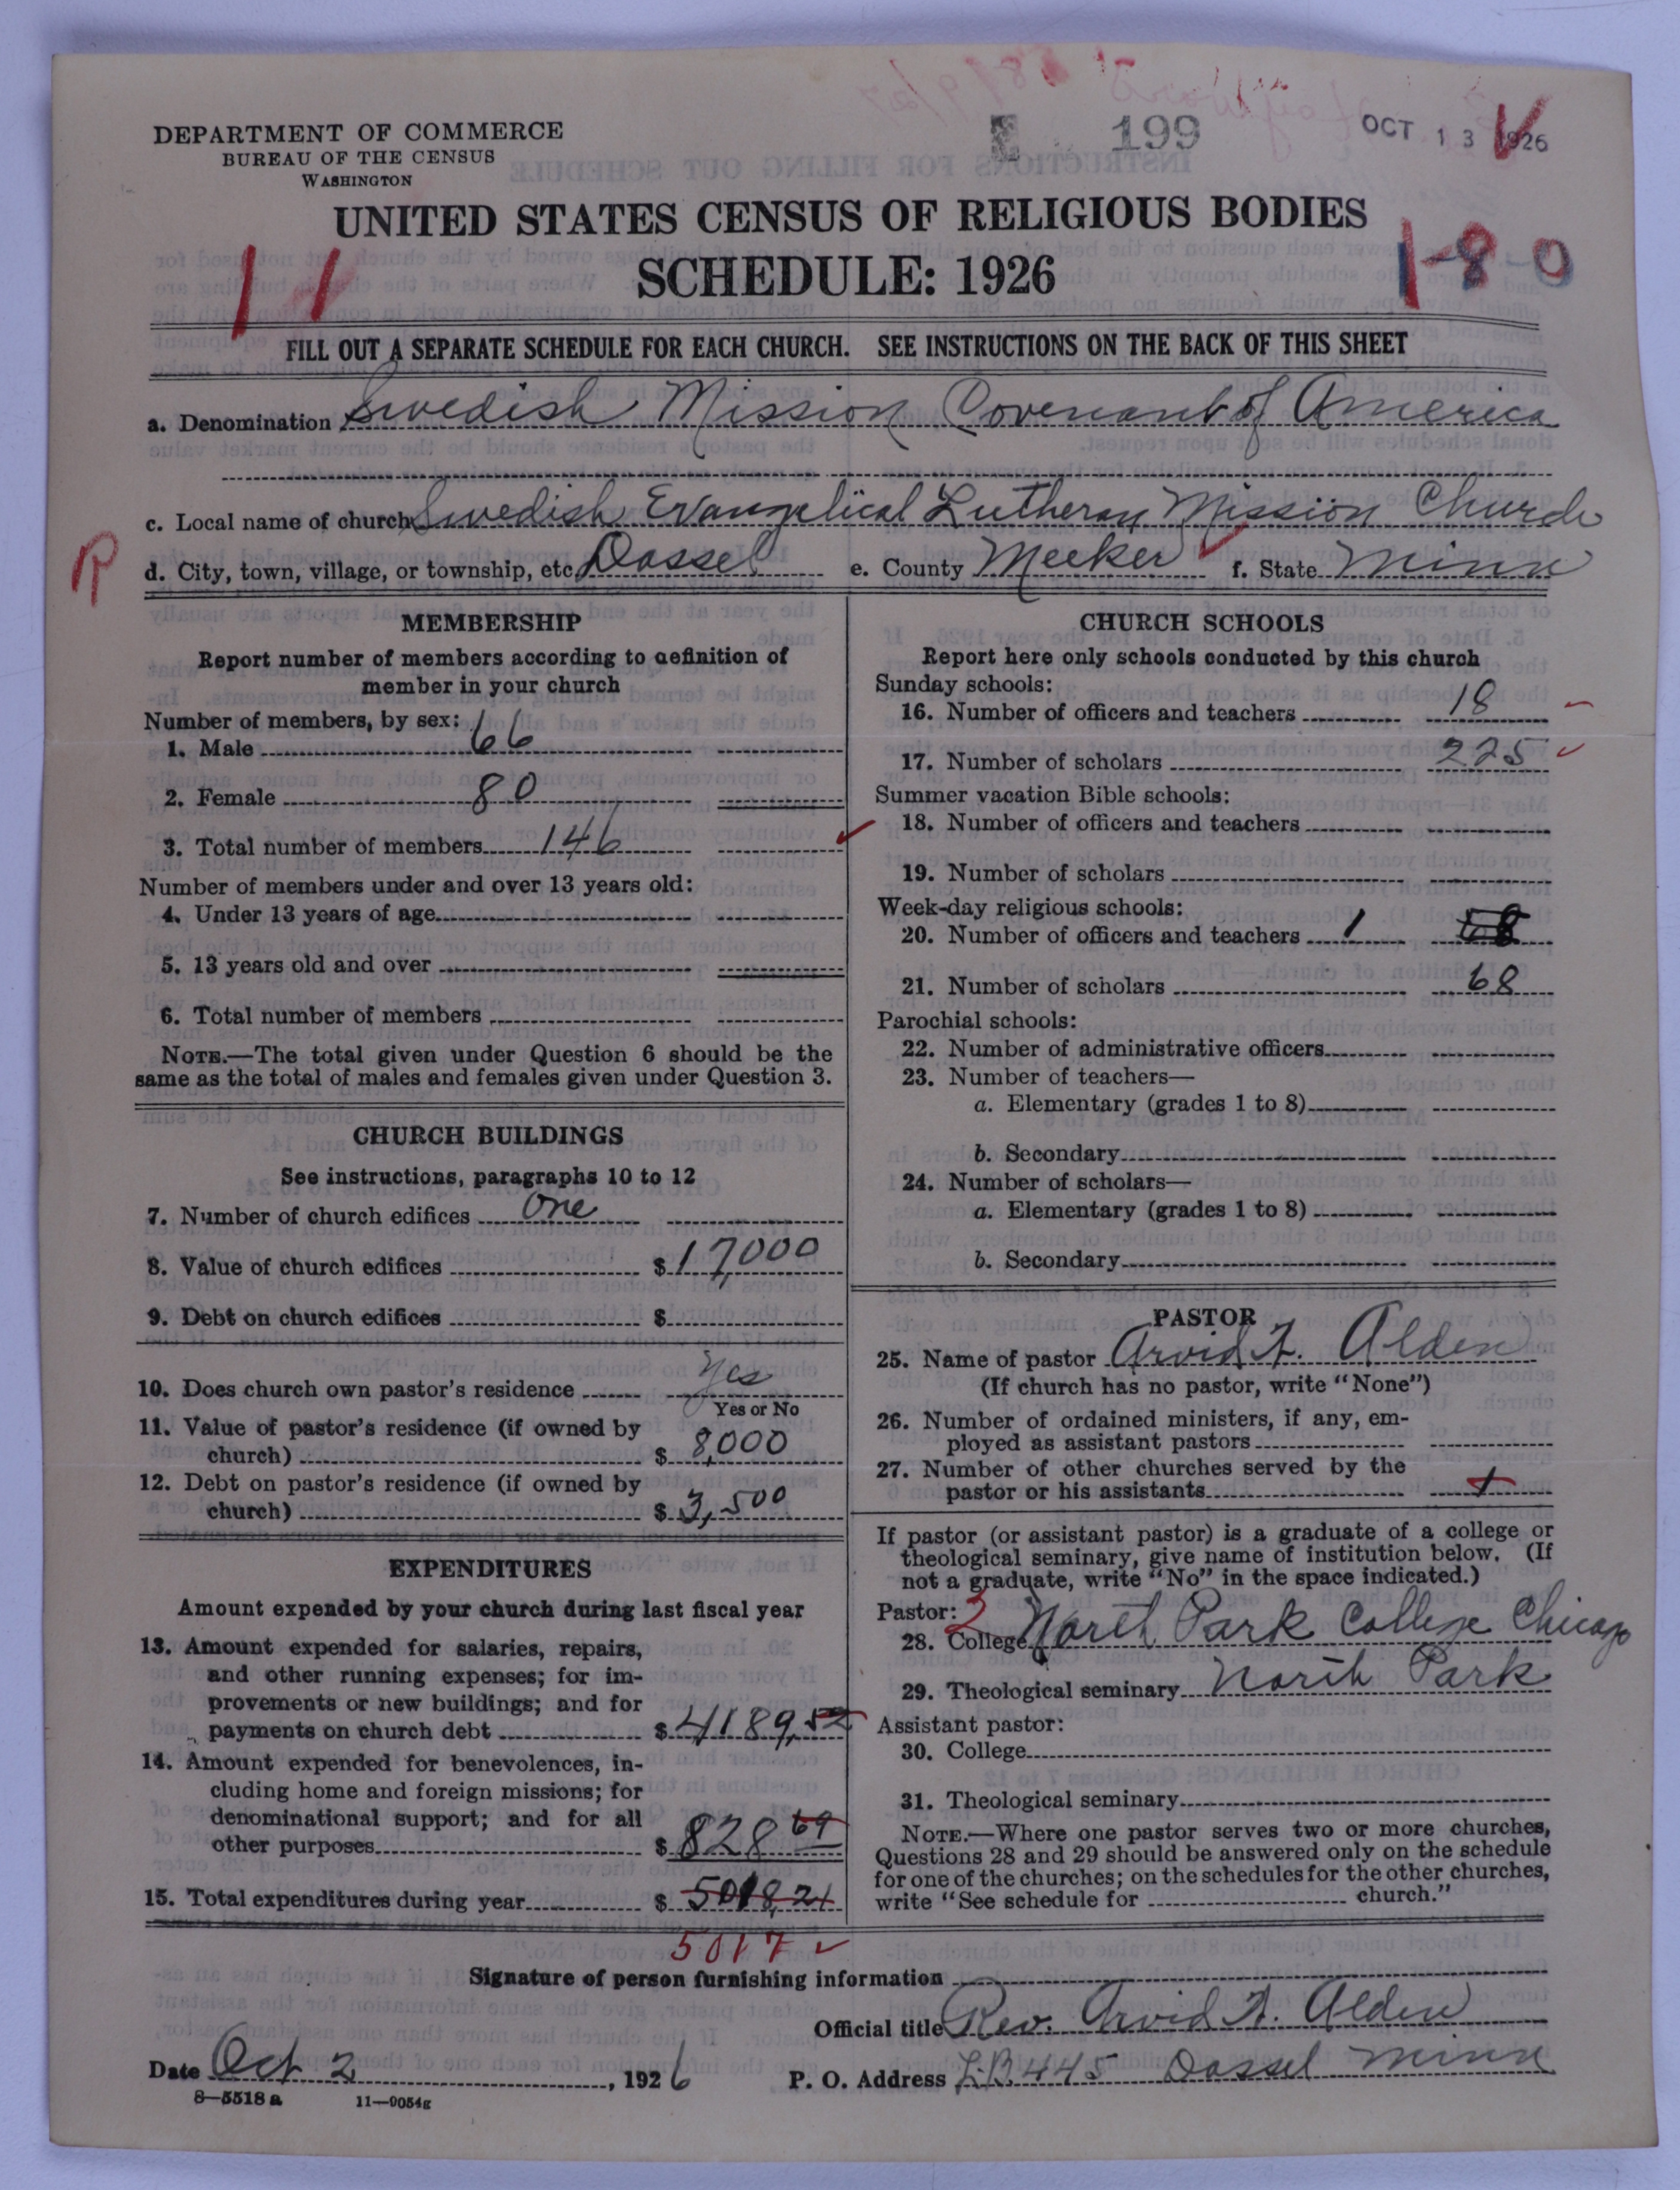 199
OCT 13 1926
DEPARTMENT OF COMMERCE
BUREAU OF THE CENSUS
WASHINGTON
UNITED STATES CENSUS OF RELIGIOUS BODIES
SCHEDULE: 1926
11
1-8-0
FILL OUT A SEPARATE SCHEDULE FOR EACH CHURCH. SEE INSTRUCTIONS ON THE BACK OF THIS SHEET
a. Denomination Swedish Mission Covenant of America
c. Local name of church Swedish Evangelical Lutheran Mission Church
R
d. City, town, village, or township, etc. Dassel e. County Meeker f. State Minn
MEMBERSHIP
Report number of members according to definition of
member in your church
Number of members, by sex:
1. Male 66
2. Female 80
3. Total number of members 146
Number of members under and over 13 years old:
4. Under 13 years of age
5. 13 years old and over
6. Total number of members
NOTE.—The total given under Question 6 should be the
same as the total of males and females given under Question 3.
CHURCH BUILDINGS
See instructions, paragraphs 10 to 12
7. Number of church edifices One
8. Value of church edifices $ 17,000
9. Debt on church edifices $
10. Does church own pastor's residence Yes
Yes or No
11. Value of pastor's residence (if owned by
church) $ 8,000
12. Debt on pastor's residence (if owned by
church) $ 3,500
EXPENDITURES
Amount expended by your church during last fiscal year
13. Amount expended for salaries, repairs,
and other running expenses; for im-
provements or new buildings; and for
payments on church debt $ 4189,52
14. Amount expended for benevolences, in-
cluding home and foreign missions; for
denominational support; and for all
other purposes $ 828 69
15. Total expenditures during year $ 5018,21
5017
CHURCH SCHOOLS
Report here only schools conducted by this church
Sunday schools:
16. Number of officers and teachers 18
17. Number of scholars 225
Summer vacation Bible schools:
18. Number of officers and teachers
19. Number of scholars
Week-day religious schools:
20. Number of officers and teachers 1 68
21. Number of scholars 68
Parochial schools:
22. Number of administrative officers
23. Number of teachers—
a. Elementary (grades 1 to 8)
b. Secondary
24. Number of scholars—
a. Elementary (grades 1 to 8)
b. Secondary
PASTOR
25. Name of pastor Arvid F. Alden
(If church has no pastor, write "None")
26. Number of ordained ministers, if any, em-
ployed as assistant pastors
27. Number of other churches served by the
pastor or his assistants
If pastor (or assistant pastor) is a graduate of a college or
theological seminary, give name of institution below. (If
not a graduate, write "No" in the space indicated.)
Pastor:
28. College North Park College Chicago
29. Theological seminary North Park
Assistant pastor:
30. College
31. Theological seminary
NOTE.—Where one pastor serves two or more churches,
Questions 28 and 29 should be answered only on the schedule
for one of the churches; on the schedules for the other churches,
write "See schedule for church."
Signature of person furnishing information
Official title Rev. Arvid F. Alden
Date Oct 2, 1926 P. O. Address L.B. 445 Dassel Minn
8—5518 a 11—9054g